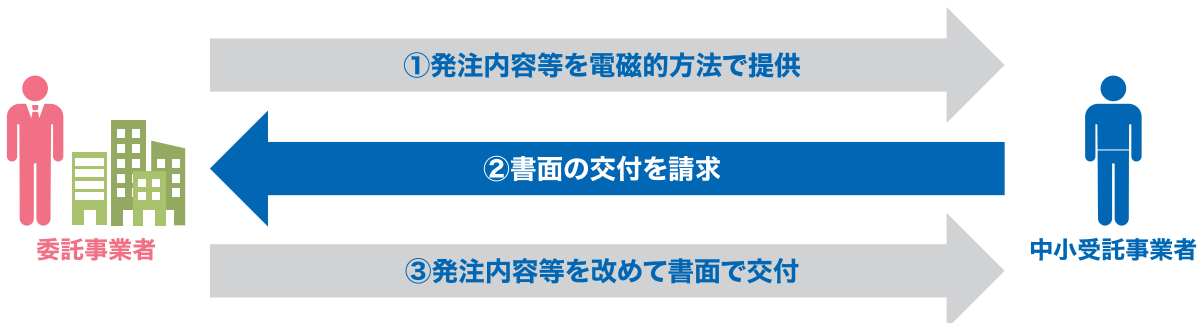 ①発注内容等を電磁的方法で提供
②書面の交付を請求
委託事業者
中小受託事業者
③発注内容等を改めて書面で交付